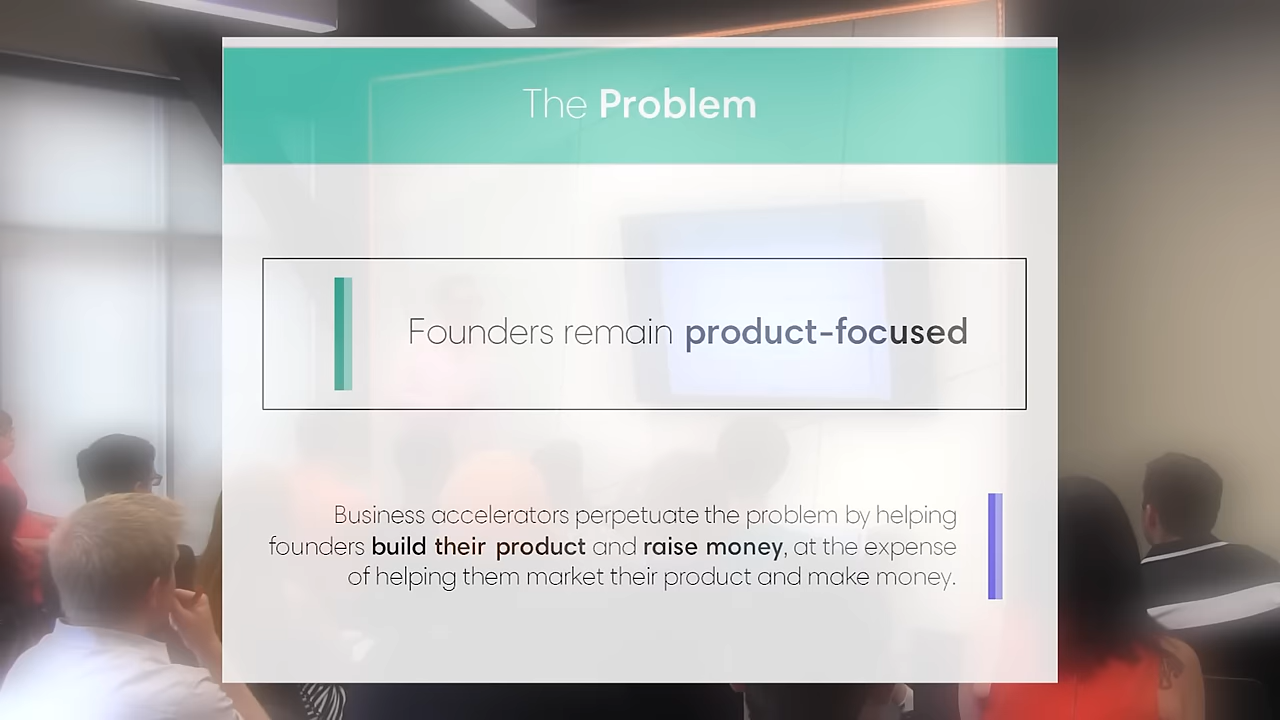 The Problem
Founders remain product-focused
Business accelerators perpetuate the problem by helping
founders build their product and raise money, at the expense
of helping them market their product and make money.